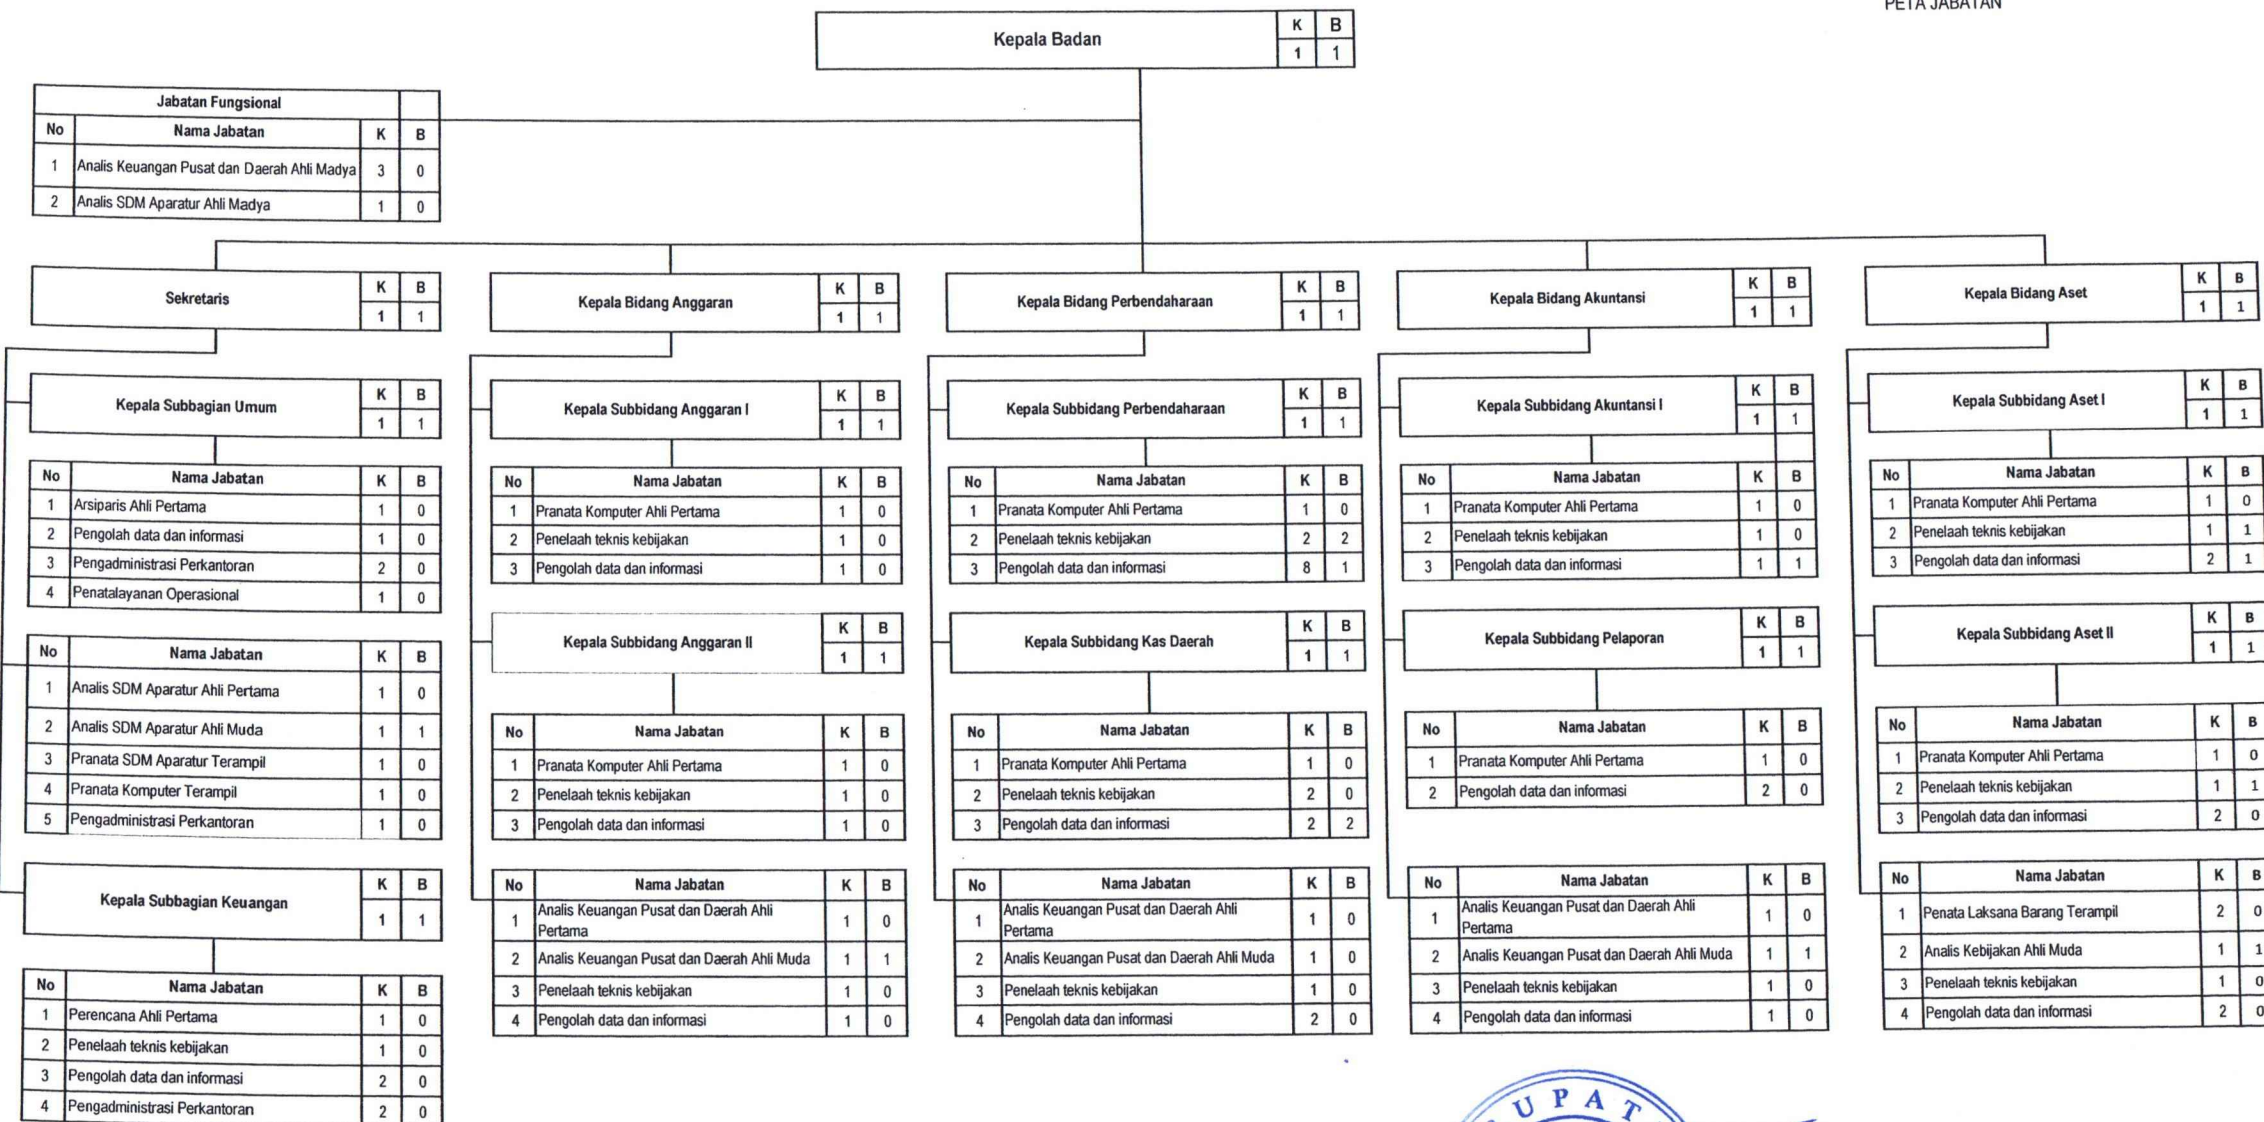 PETA JABATAN
Kepala Badan K B
1 1
Jabatan Fungsional
No Nama Jabatan K B
1 Analis Keuangan Pusat dan Daerah Ahli Madya 3 0
2 Analis SDM Aparatur Ahli Madya 1 0
Sekretaris K B
1 1
Kepala Subbagian Umum K B
1 1
No Nama Jabatan K B
1 Arsiparis Ahli Pertama 1 0
2 Pengolah data dan informasi 1 0
3 Pengadministrasi Perkantoran 2 0
4 Penatalayanan Operasional 1 0
No Nama Jabatan K B
1 Analis SDM Aparatur Ahli Pertama 1 0
2 Analis SDM Aparatur Ahli Muda 1 1
3 Pranata SDM Aparatur Terampil 1 0
4 Pranata Komputer Terampil 1 0
5 Pengadministrasi Perkantoran 1 0
Kepala Subbagian Keuangan K B
1 1
No Nama Jabatan K B
1 Perencana Ahli Pertama 1 0
2 Penelaah teknis kebijakan 1 0
3 Pengolah data dan informasi 2 0
4 Pengadministrasi Perkantoran 2 0
Kepala Bidang Anggaran K B
1 1
Kepala Subbidang Anggaran I K B
1 1
No Nama Jabatan K B
1 Pranata Komputer Ahli Pertama 1 0
2 Penelaah teknis kebijakan 1 0
3 Pengolah data dan informasi 1 0
Kepala Subbidang Anggaran II K B
1 1
No Nama Jabatan K B
1 Pranata Komputer Ahli Pertama 1 0
2 Penelaah teknis kebijakan 1 0
3 Pengolah data dan informasi 1 0
No Nama Jabatan K B
1 Analis Keuangan Pusat dan Daerah Ahli
Pertama 1 0
2 Analis Keuangan Pusat dan Daerah Ahli Muda 1 1
3 Penelaah teknis kebijakan 1 0
4 Pengolah data dan informasi 1 0
Kepala Bidang Perbendaharaan K B
1 1
Kepala Subbidang Perbendaharaan K B
1 1
No Nama Jabatan K B
1 Pranata Komputer Ahli Pertama 1 0
2 Penelaah teknis kebijakan 2 2
3 Pengolah data dan informasi 8 1
Kepala Subbidang Kas Daerah K B
1 1
No Nama Jabatan K B
1 Pranata Komputer Ahli Pertama 1 0
2 Penelaah teknis kebijakan 2 0
3 Pengolah data dan informasi 2 2
No Nama Jabatan K B
1 Analis Keuangan Pusat dan Daerah Ahli
Pertama 1 0
2 Analis Keuangan Pusat dan Daerah Ahli Muda 1 0
3 Penelaah teknis kebijakan 1 0
4 Pengolah data dan informasi 2 0
Kepala Bidang Akuntansi K B
1 1
Kepala Subbidang Akuntansi I K B
1 1
No Nama Jabatan K B
1 Pranata Komputer Ahli Pertama 1 0
2 Penelaah teknis kebijakan 1 0
3 Pengolah data dan informasi 1 1
Kepala Subbidang Pelaporan K B
1 1
No Nama Jabatan K B
1 Pranata Komputer Ahli Pertama 1 0
2 Pengolah data dan informasi 2 0
No Nama Jabatan K B
1 Analis Keuangan Pusat dan Daerah Ahli
Pertama 1 0
2 Analis Keuangan Pusat dan Daerah Ahli Muda 1 1
3 Penelaah teknis kebijakan 1 0
4 Pengolah data dan informasi 1 0
Kepala Bidang Aset K B
1 1
Kepala Subbidang Aset I K B
1 1
No Nama Jabatan K B
1 Pranata Komputer Ahli Pertama 1 0
2 Penelaah teknis kebijakan 1 1
3 Pengolah data dan informasi 2 1
Kepala Subbidang Aset II K B
1 1
No Nama Jabatan K B
1 Pranata Komputer Ahli Pertama 1 0
2 Penelaah teknis kebijakan 1 1
3 Pengolah data dan informasi 2 0
No Nama Jabatan K B
1 Penata Laksana Barang Terampil 2 0
2 Analis Kebijakan Ahli Muda 1 1
3 Penelaah teknis kebijakan 1 0
4 Pengolah data dan informasi 2 0
UPAT